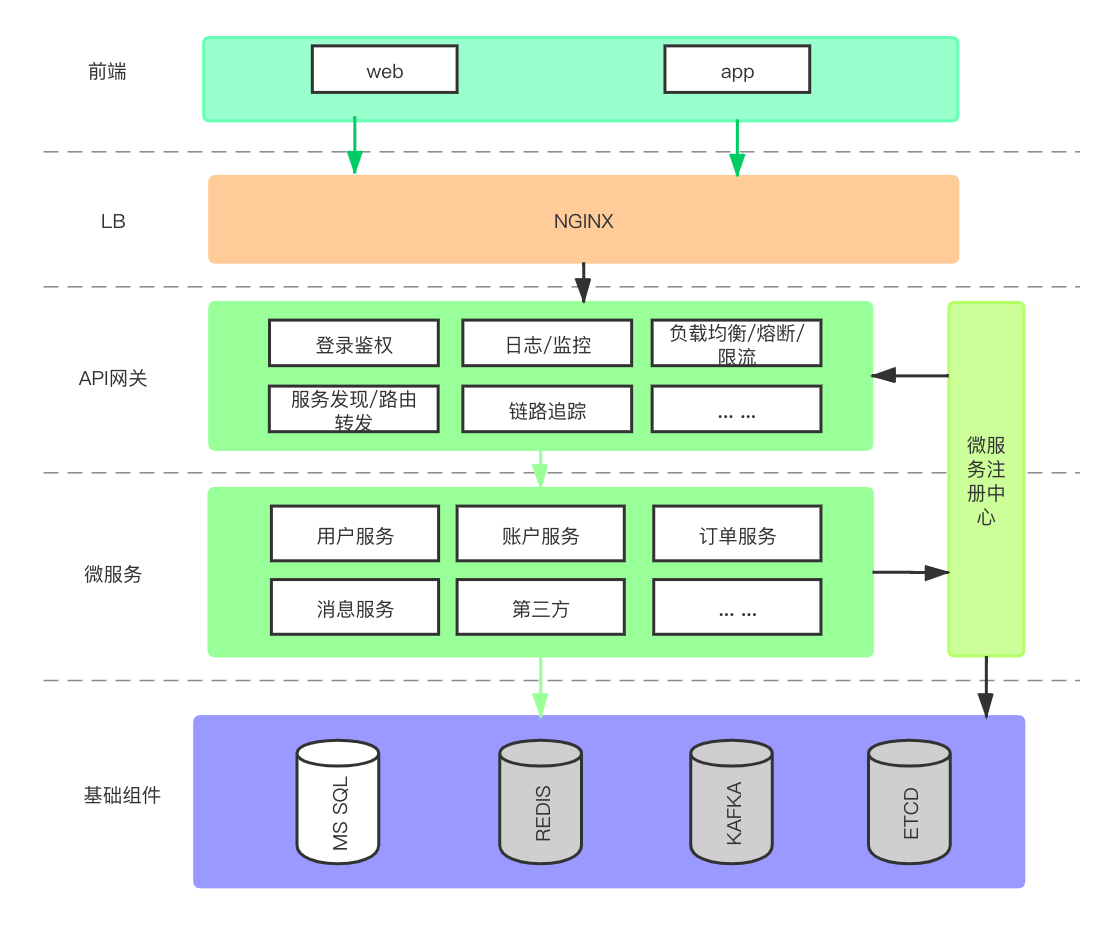 前端
web
app
LB
NGINX
API网关
登录鉴权
日志/监控
负载均衡/熔断/
限流
服务发现/路由
转发
链路追踪
... ...
微服
务注
册中
心
微服务
用户服务
账户服务
订单服务
消息服务
第三方
... ...
基础组件
MS SQL
REDIS
KAFKA
ETCD